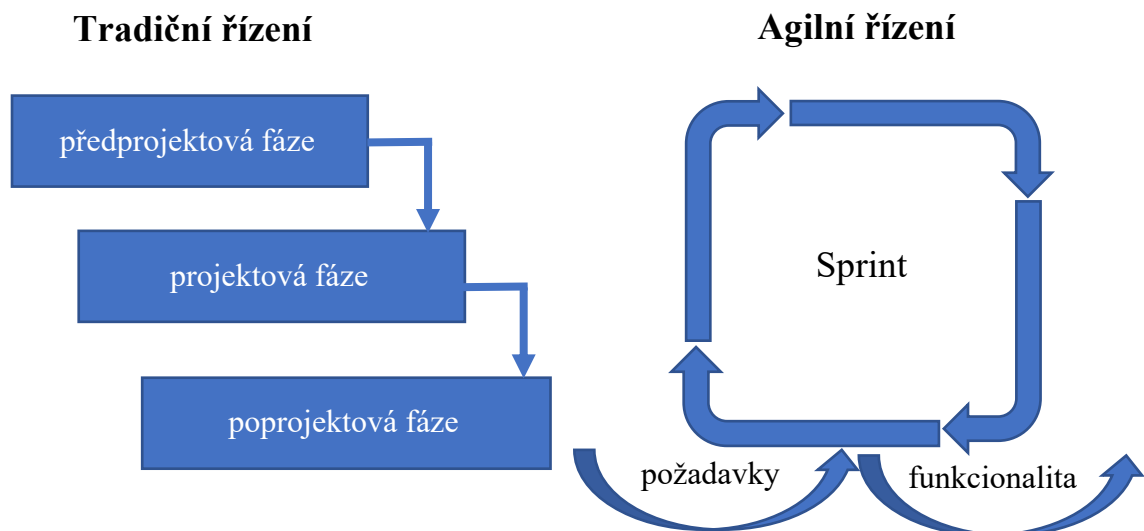 Tradiční řízení
předprojektová fáze
projektová fáze
poprojektová fáze
Agilní řízení
Sprint
požadavky
funkcionalita